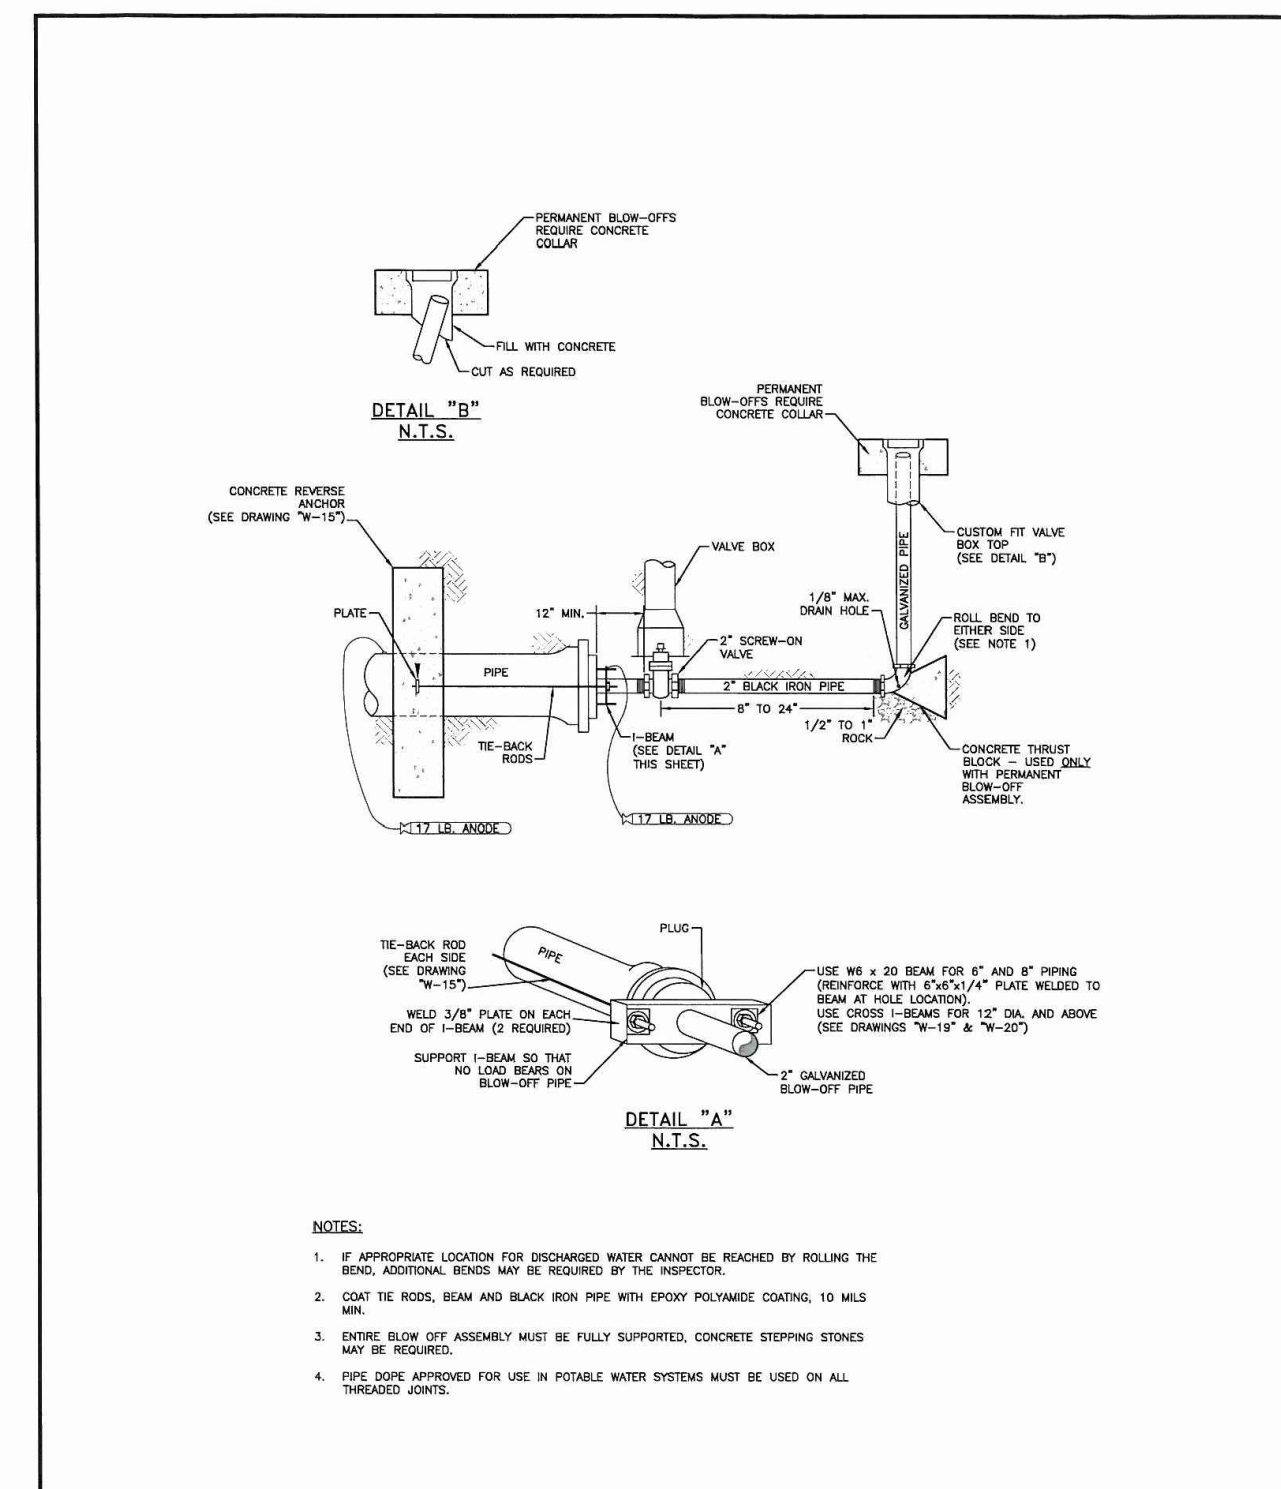 PERMANENT BLOW-OFFS
REQUIRE CONCRETE
COLLAR
FILL WITH CONCRETE
CUT AS REQUIRED
DETAIL "B"
N.T.S.
PERMANENT
BLOW-OFFS REQUIRE
CONCRETE COLLAR
CONCRETE REVERSE
ANCHOR
(SEE DRAWING "W-15")
PLATE
PIPE
TIE-BACK
RODS
12" MIN.
VALVE BOX
2" SCREW-ON
VALVE
I-BEAM
(SEE DETAIL "A"
THIS SHEET)
2" BLACK IRON PIPE
8" TO 24"
1/8" MAX.
DRAIN HOLE
GALVANIZED PIPE
CUSTOM FIT VALVE
BOX TOP
(SEE DETAIL "B")
ROLL BEND TO
EITHER SIDE
(SEE NOTE 1)
1/2" TO 1"
ROCK
CONCRETE THRUST
BLOCK – USED ONLY
WITH PERMANENT
BLOW-OFF
ASSEMBLY.
17 LB. ANODE
17 LB. ANODE
TIE-BACK ROD
EACH SIDE
(SEE DRAWING
"W-15")
PIPE
PLUG
WELD 3/8" PLATE ON EACH
END OF I-BEAM (2 REQUIRED)
SUPPORT I-BEAM SO THAT
NO LOAD BEARS ON
BLOW-OFF PIPE
USE W6 x 20 BEAM FOR 6" AND 8" PIPING
(REINFORCE WITH 6"x6"x1/4" PLATE WELDED TO
BEAM AT HOLE LOCATION).
USE CROSS I-BEAMS FOR 12" DIA. AND ABOVE
(SEE DRAWINGS "W-19" & "W-20")
2" GALVANIZED
BLOW-OFF PIPE
DETAIL "A"
N.T.S.
NOTES:
1. IF APPROPRIATE LOCATION FOR DISCHARGED WATER CANNOT BE REACHED BY ROLLING THE
BEND, ADDITIONAL BENDS MAY BE REQUIRED BY THE INSPECTOR.
2. COAT TIE RODS, BEAM AND BLACK IRON PIPE WITH EPOXY POLYAMIDE COATING, 10 MILS
MIN.
3. ENTIRE BLOW OFF ASSEMBLY MUST BE FULLY SUPPORTED, CONCRETE STEPPING STONES
MAY BE REQUIRED.
4. PIPE DOPE APPROVED FOR USE IN POTABLE WATER SYSTEMS MUST BE USED ON ALL
THREADED JOINTS.